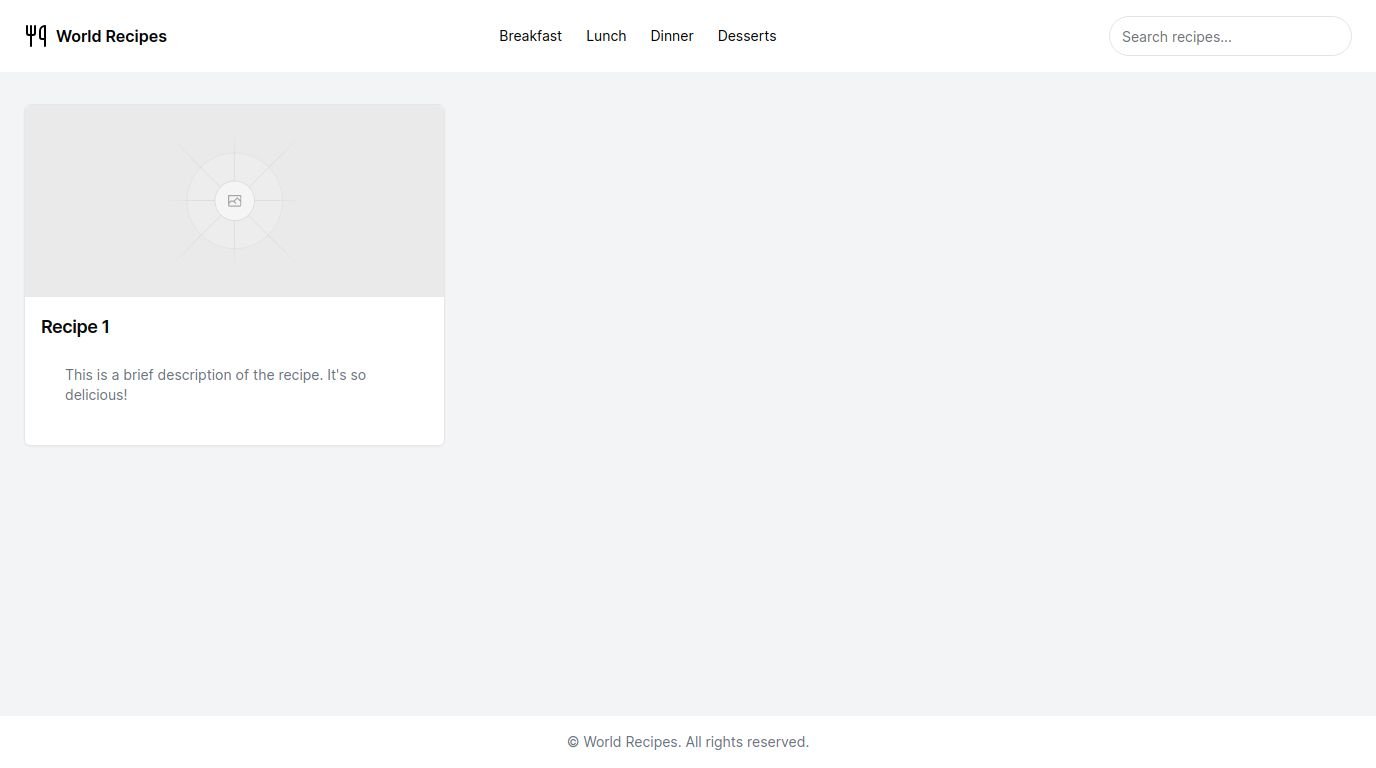 World Recipes
Breakfast Lunch Dinner Desserts
Search recipes...
Recipe 1
This is a brief description of the recipe. It's so
delicious!
© World Recipes. All rights reserved.